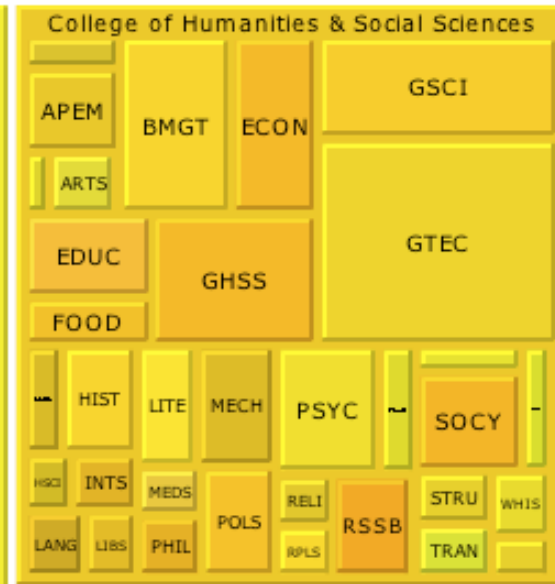 College of Humanities & Social Sciences
GSCI
APEM
BMGT
ECON
ARTS
GTEC
EDUC
GHSS
FOOD
HIST
LITE
MECH
PSYC
SOCY
HSCI
INTS
MEDS
RELI
STRU
WHIS
POLS
RSSB
LANG
LIBS
PHIL
RPLS
TRAN